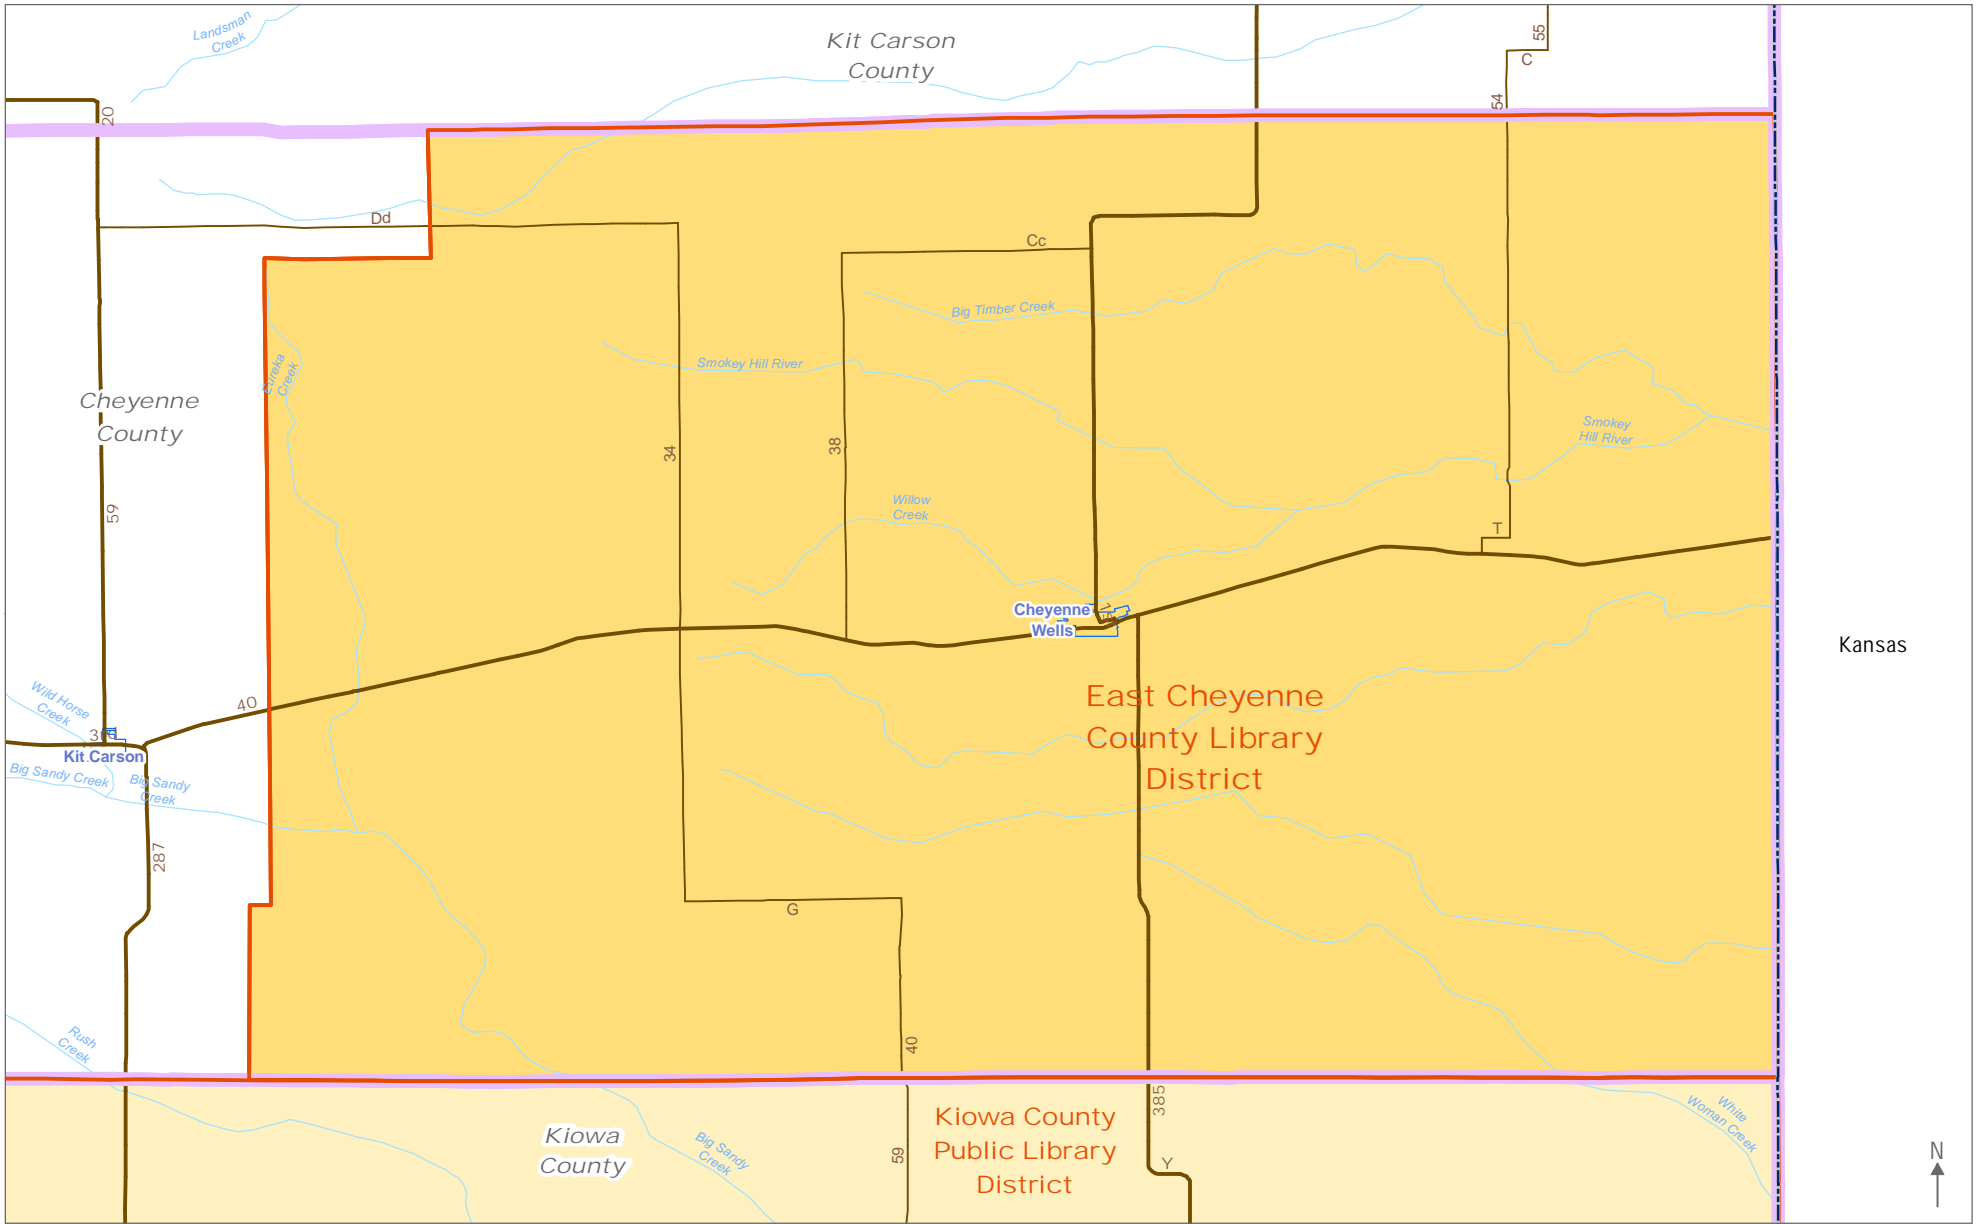 Landsman
Creek
Kit Carson
County
55
C
54
20
Dd
Cc
Big Timber Creek
Smokey Hill River
Eureka
Creek
Cheyenne
County
34
38
Smokey
Hill River
59
Willow
Creek
T
Cheyenne
Wells
Kansas
Wild Horse
Creek
40
Kit Carson
Big Sandy Creek
Big Sandy
Creek
East Cheyenne
County Library
District
287
G
40
Rush
Creek
385
Kiowa County
Public Library
District
Kiowa
County
Big Sandy
Creek
59
Y
White
Woman Creek
N